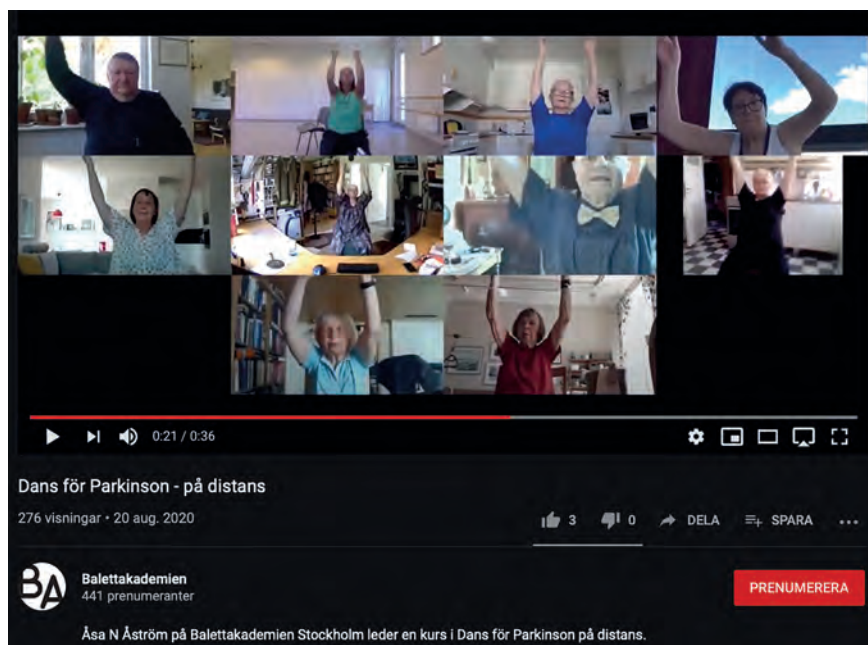 0:21 / 0:36
Dans för Parkinson - på distans
276 visningar • 20 aug. 2020
3
0
DELA
SPARA
BA
Balettakademien
441 prenumeranter
PRENUMERERA
Åsa N Åström på Balettakademien Stockholm leder en kurs i Dans för Parkinson på distans.